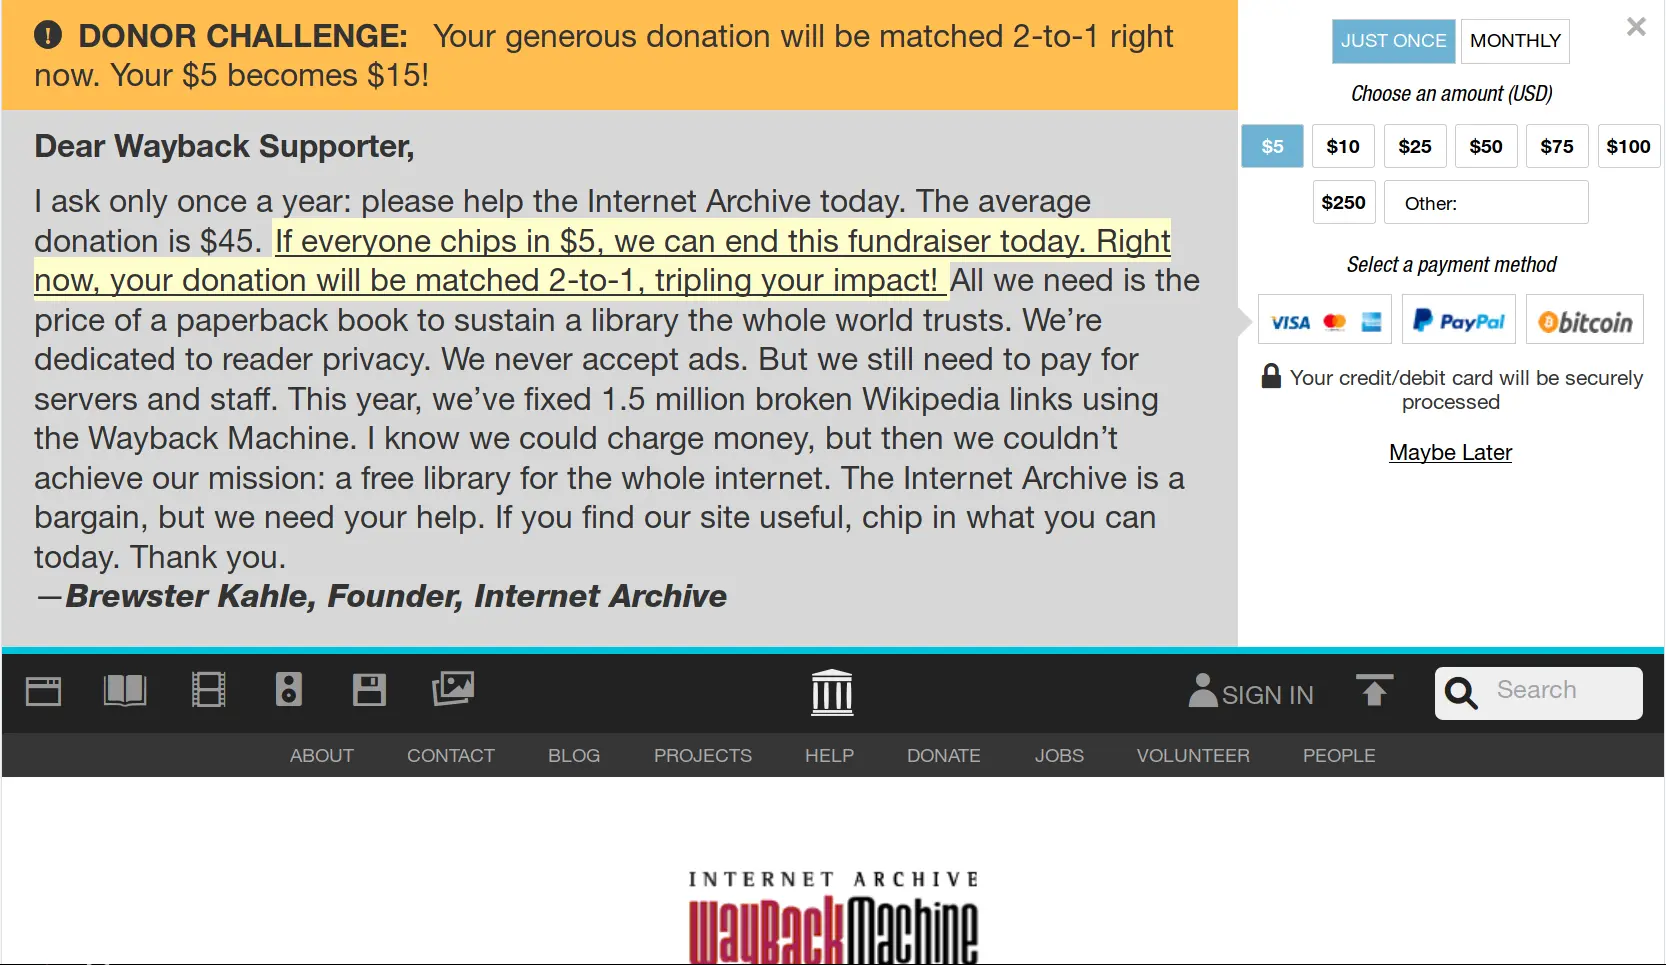 DONOR CHALLENGE: Your generous donation will be matched 2-to-1 right
now. Your $5 becomes $15!
Dear Wayback Supporter,
I ask only once a year: please help the Internet Archive today. The average
donation is $45. If everyone chips in $5, we can end this fundraiser today. Right
now, your donation will be matched 2-to-1, tripling your impact! All we need is the
price of a paperback book to sustain a library the whole world trusts. We’re
dedicated to reader privacy. We never accept ads. But we still need to pay for
servers and staff. This year, we’ve fixed 1.5 million broken Wikipedia links using
the Wayback Machine. I know we could charge money, but then we couldn’t
achieve our mission: a free library for the whole internet. The Internet Archive is a
bargain, but we need your help. If you find our site useful, chip in what you can
today. Thank you.
—Brewster Kahle, Founder, Internet Archive
JUST ONCE MONTHLY
Choose an amount (USD)
$5 $10 $25 $50 $75 $100
$250 Other:
Select a payment method
VISA PayPal bitcoin
Your credit/debit card will be securely
processed
Maybe Later
SIGN IN Search
ABOUT CONTACT BLOG PROJECTS HELP DONATE JOBS VOLUNTEER PEOPLE
INTERNET ARCHIVE
WayBackMachine